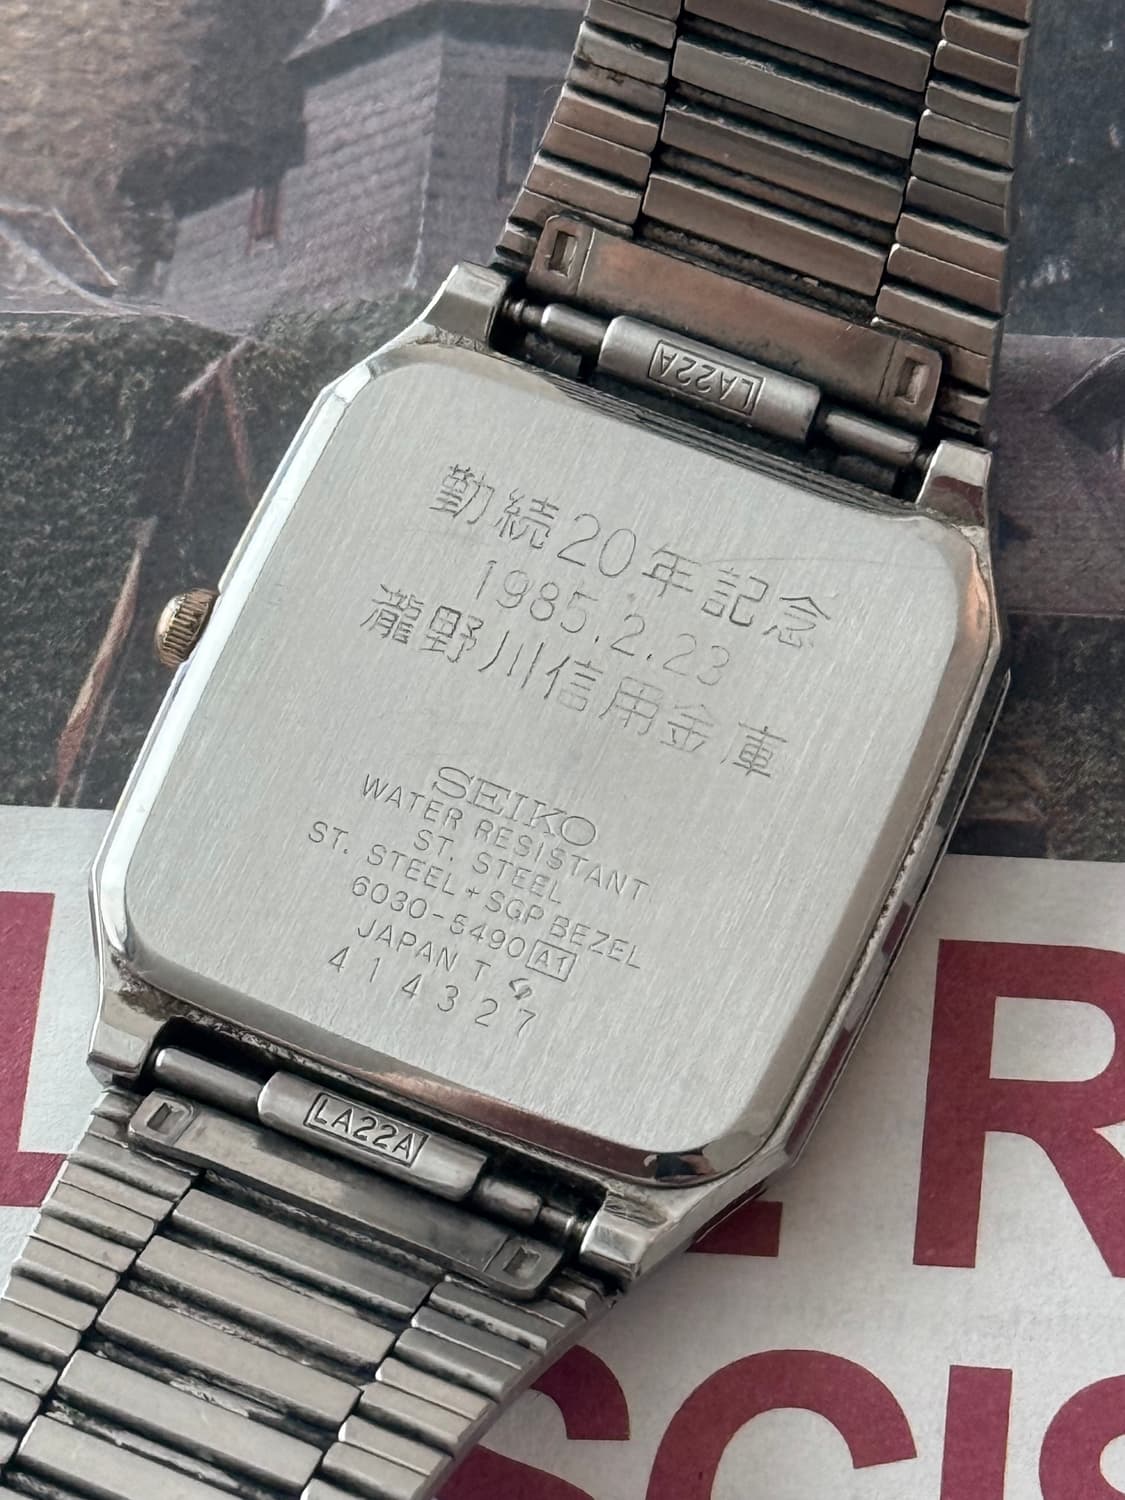 LA22A
勤続20年記念
1985.2.23
瀧野川信用金庫
SEIKO
WATER RESISTANT
ST. STEEL
ST. STEEL + SGP BEZEL
6030-5490 A1
JAPAN T
414327
LA22A
R
SCIS